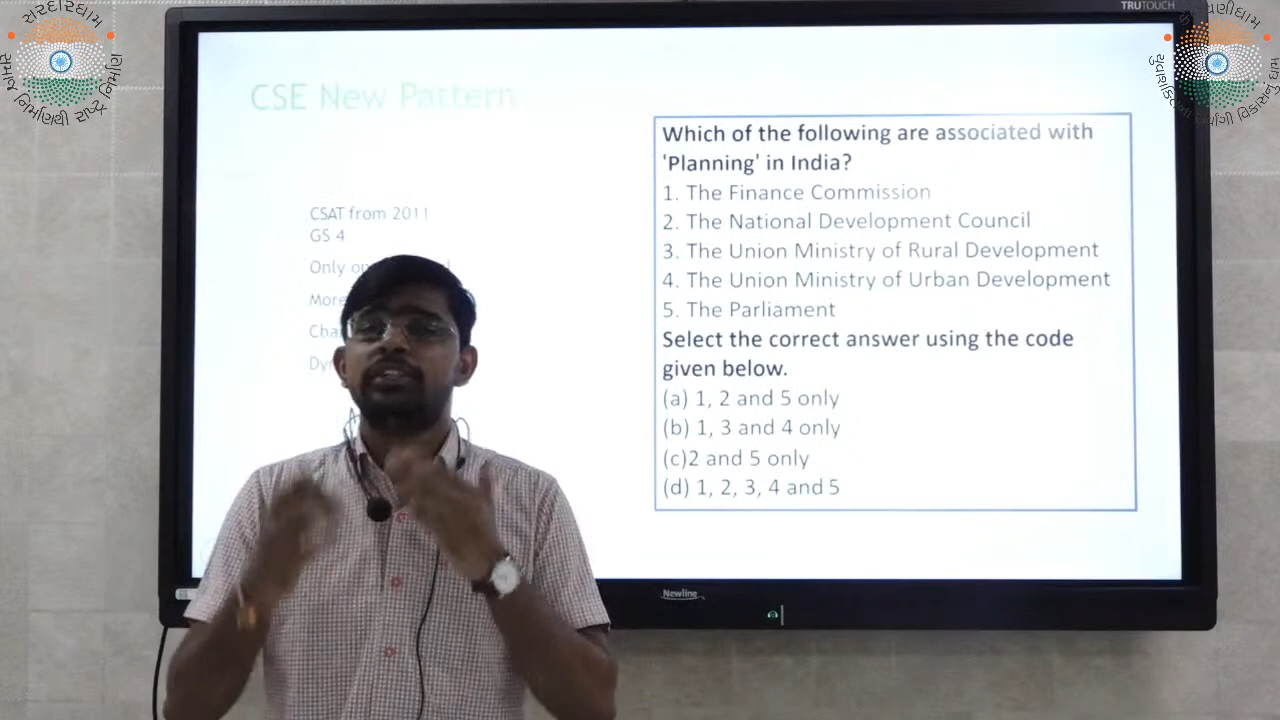 સરદારધામ
TRUTOUCH
CSE New Pattern
CSAT from 2011
GS 4
Only
More
Which of the following are associated with
'Planning' in India?
1. The Finance Commission
2. The National Development Council
3. The Union Ministry of Rural Development
4. The Union Ministry of Urban Development
5. The Parliament
Select the correct answer using the code
given below.
(a) 1, 2 and 5 only
(b) 1, 3 and 4 only
(c)2 and 5 only
(d) 1, 2, 3, 4 and 5
Newline